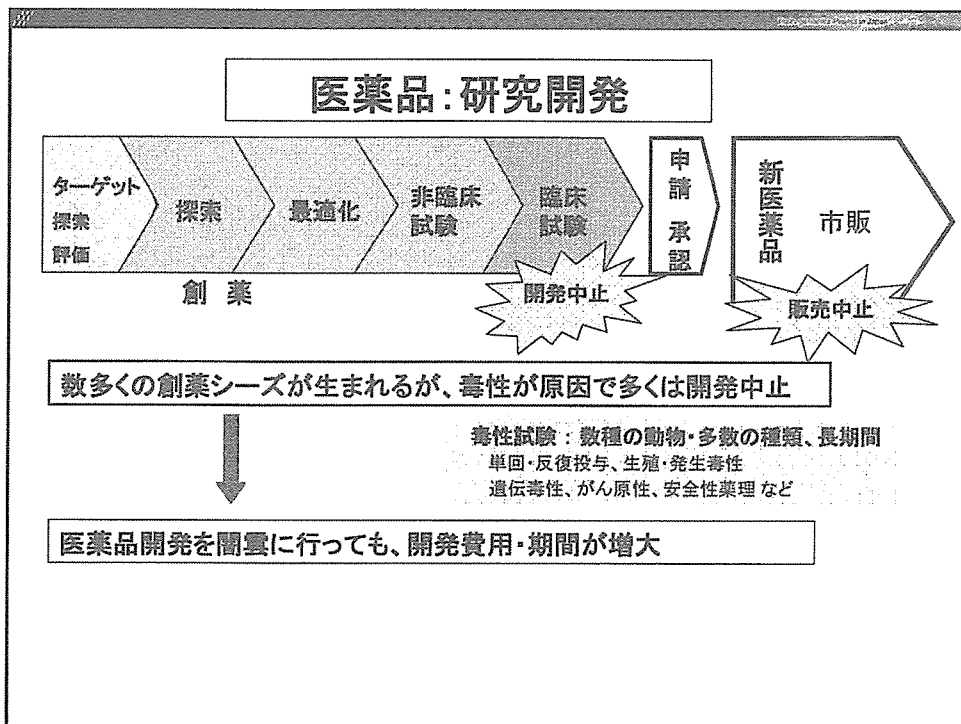 医薬品：研究開発
ターゲット
探索
評価
探索
最適化
非臨床
試験
臨床
試験
申請 承認
新医薬品
市販
創 薬
開発中止
販売中止
数多くの創薬シーズが生まれるが、毒性が原因で多くは開発中止
毒性試験：数種の動物・多数の種類、長期間
単回・反復投与、生殖・発生毒性
遺伝毒性、がん原性、安全性薬理 など
医薬品開発を闇雲に行っても、開発費用・期間が増大